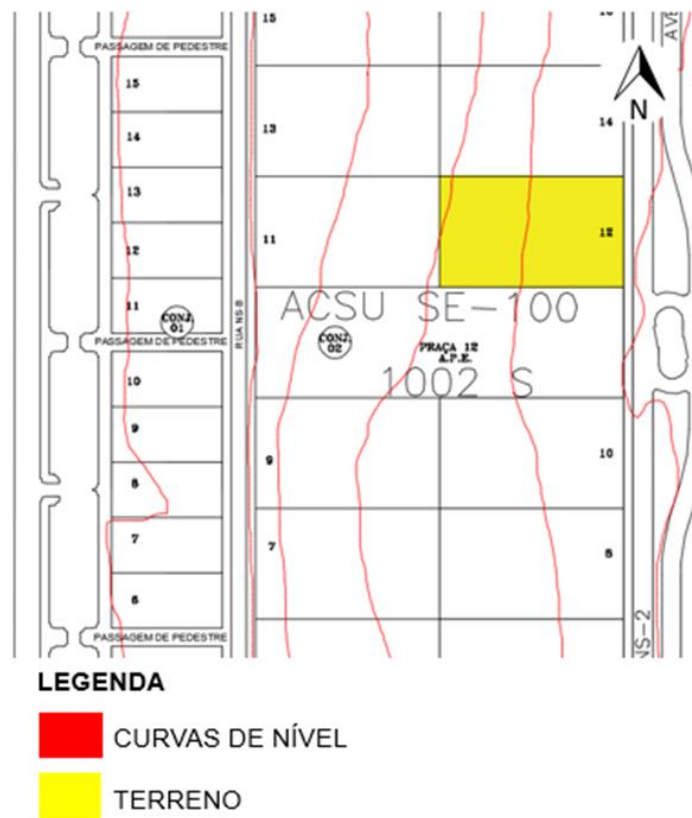 15
PASSAGEM DE PEDESTRE
15
14
13
12
11
CONJ.
01
PASSAGEM DE PEDESTRE
10
9
8
7
6
PASSAGEM DE PEDESTRE
RUA NS-B
13
11
ACSU SE-100
CONJ.
02
PRAÇA 12
A.P.E.
1002 S
9
7
14
12
10
8
N
NS-2
LEGENDA
CURVAS DE NÍVEL
TERRENO